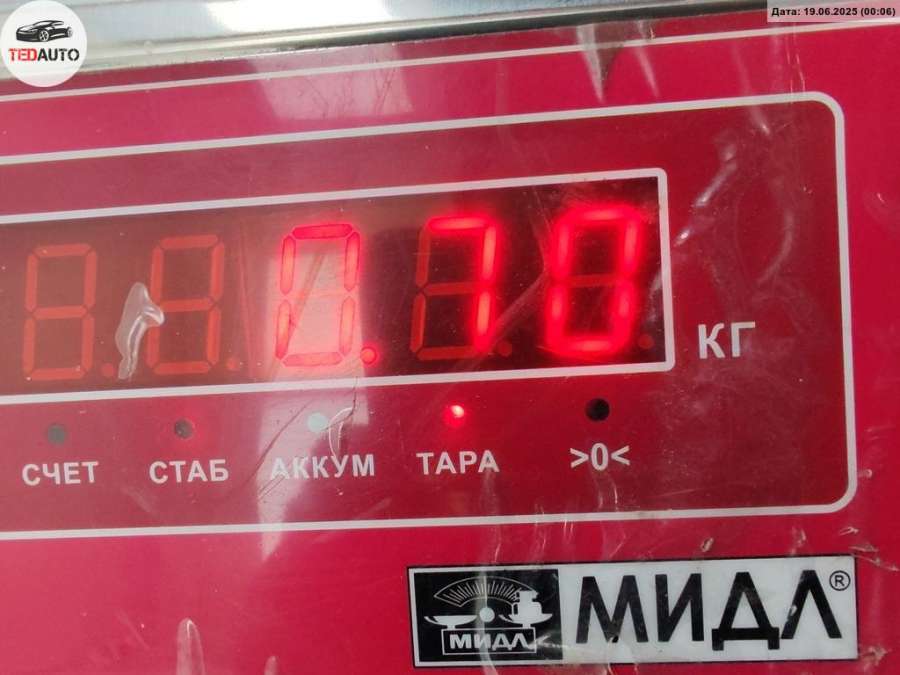 Дата: 19.06.2025 (00:06)
TEDAUTO
0.70
КГ
СЧЕТ СТАБ АККУМ ТАРА >0<
МИДЛ МИДЛ®